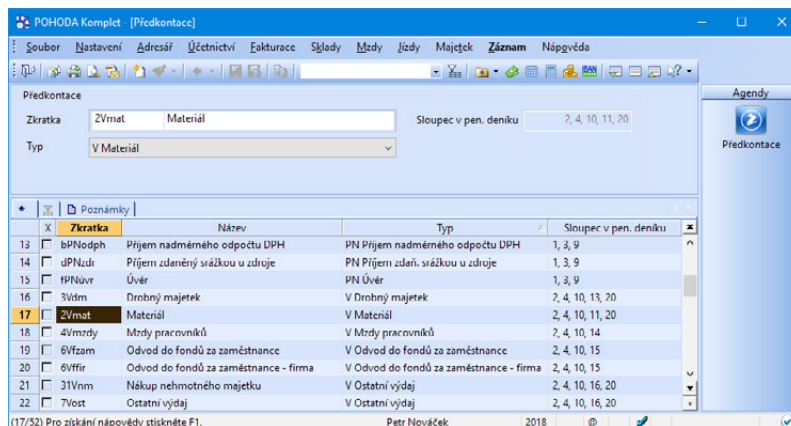 POHODA Komplet - [Předkontace]
Soubor Nastavení Adresář Účetnictví Fakturace Sklady Mzdy Jízdy Majetek Záznam Nápověda
Předkontace
Agendy
Zkratka 2Vmat Materiál Sloupec v pen. deníku 2, 4, 10, 11, 20
Typ V Materiál
Předkontace
* Poznámky
X Zkratka Název Typ Sloupec v pen. deníku
13 bPNodph Příjem nadměrného odpočtu DPH PN Příjem nadměrného odpočtu DPH 1, 3, 9
14 dPNzdr Příjem zdaněný srážkou u zdroje PN Příjem zdaň. srážkou u zdroje 1, 3, 9
15 fPNúvr Úvěr PN Úvěr 1, 3, 9
16 3Vdm Drobný majetek V Drobný majetek 2, 4, 10, 13, 20
17 2Vmat Materiál V Materiál 2, 4, 10, 11, 20
18 4Vmzdy Mzdy pracovníků V Mzdy pracovníků 2, 4, 10, 14
19 6Vfzam Odvod do fondů za zaměstnance V Odvod do fondů za zaměstnance 2, 4, 10, 15
20 6Vffir Odvod do fondů za zaměstnance - firma V Odvod do fondů za zaměstnance - firma 2, 4, 10, 15
21 31Vnm Nákup nehmotného majetku V Ostatní výdaj 2, 4, 10, 16, 20
22 7Vost Ostatní výdaj V Ostatní výdaj 2, 4, 10, 16, 20
(17/52) Pro získání nápovědy stiskněte F1. Petr Nováček 2018 @